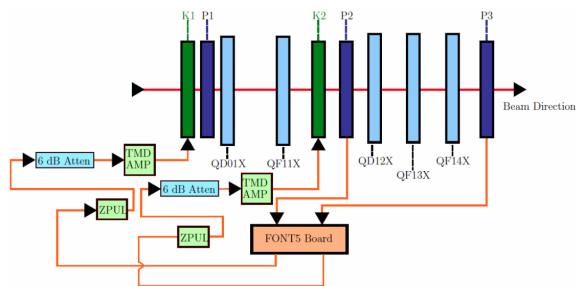 K1 P1 K2 P2 P3
Beam Direction
QD01X QF11X QD12X QF13X QF14X
TMD
AMP
6 dB Atten
TMD
AMP
6 dB Atten
ZPUL
ZPUL
FONT5 Board